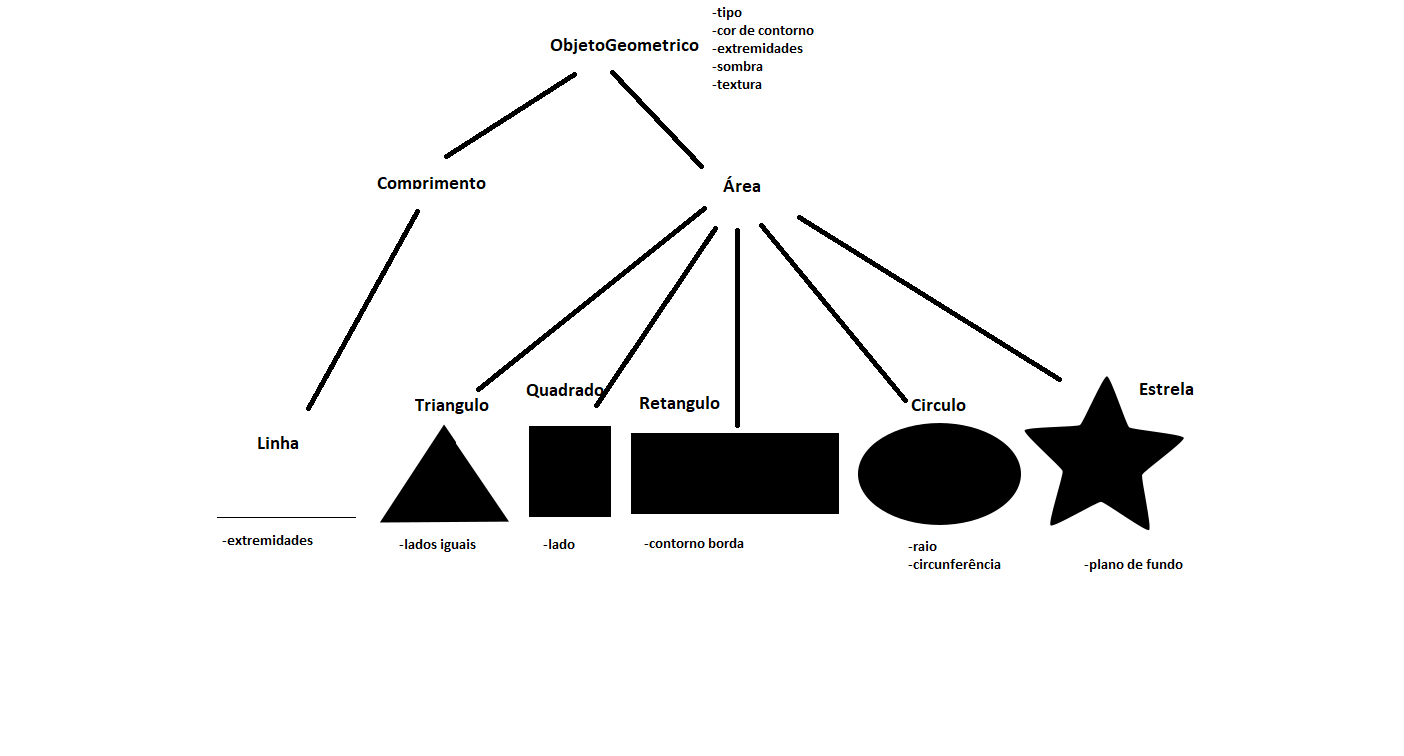 ObjetoGeometrico
-tipo
-cor de contorno
-extremidades
-sombra
-textura
Comprimento
Área
Linha
-extremidades
Triangulo
-lados iguais
Quadrado
-lado
Retangulo
-contorno borda
Circulo
-raio
-circunferência
Estrela
-plano de fundo